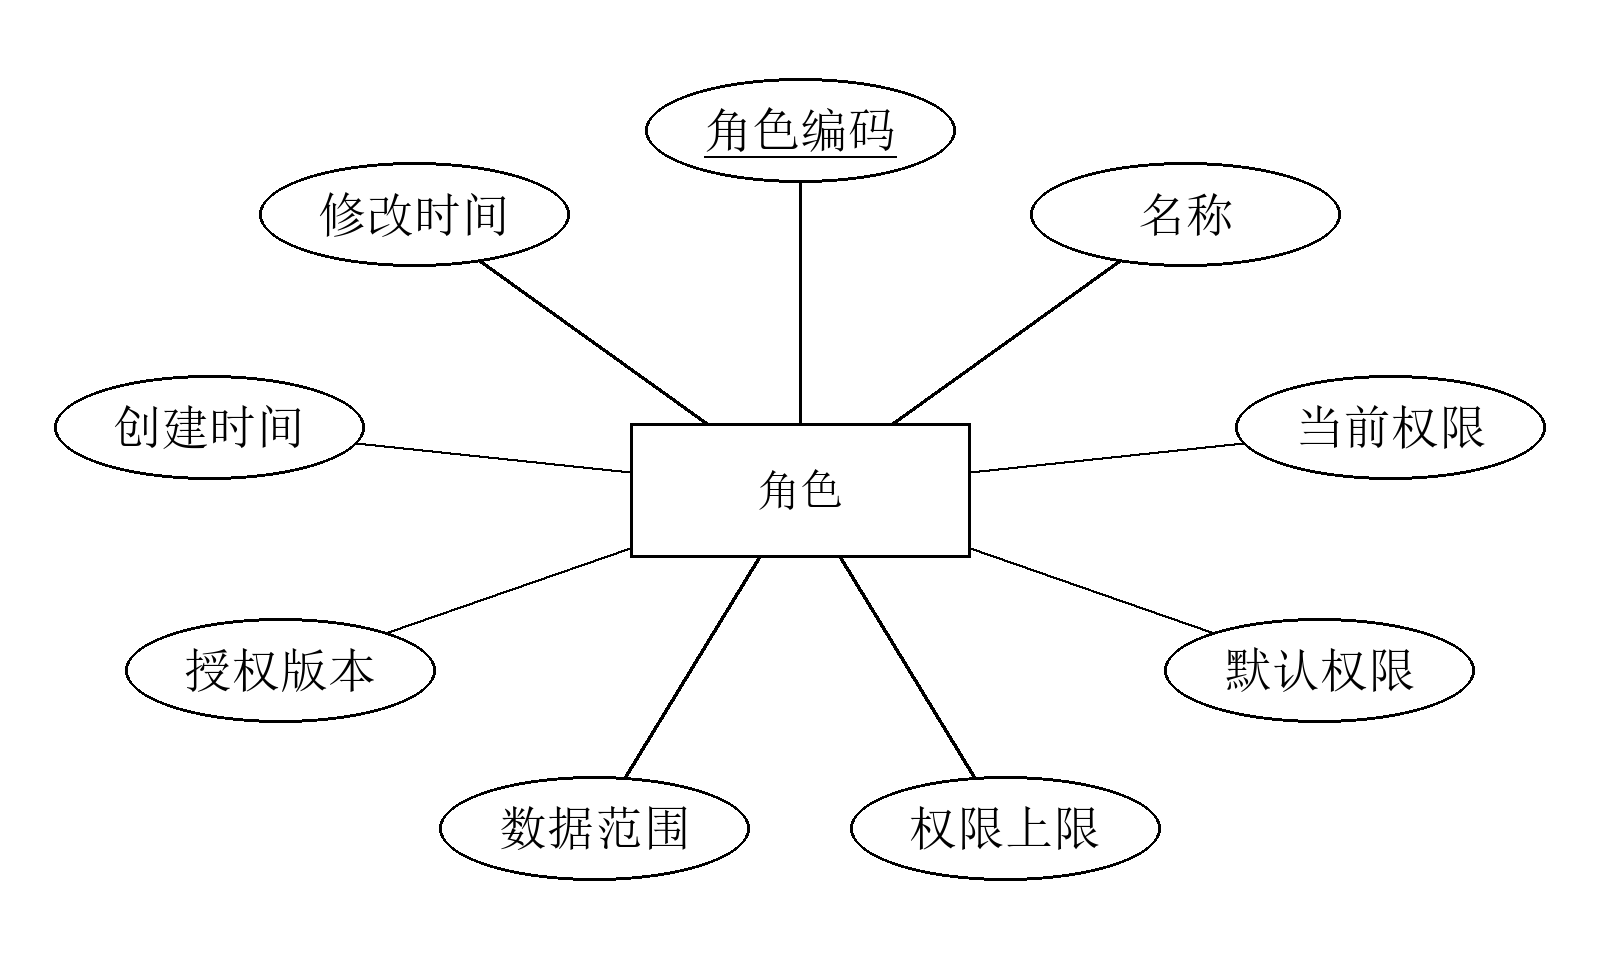 角色编码
修改时间
名称
创建时间
当前权限
角色
授权版本
默认权限
数据范围
权限上限